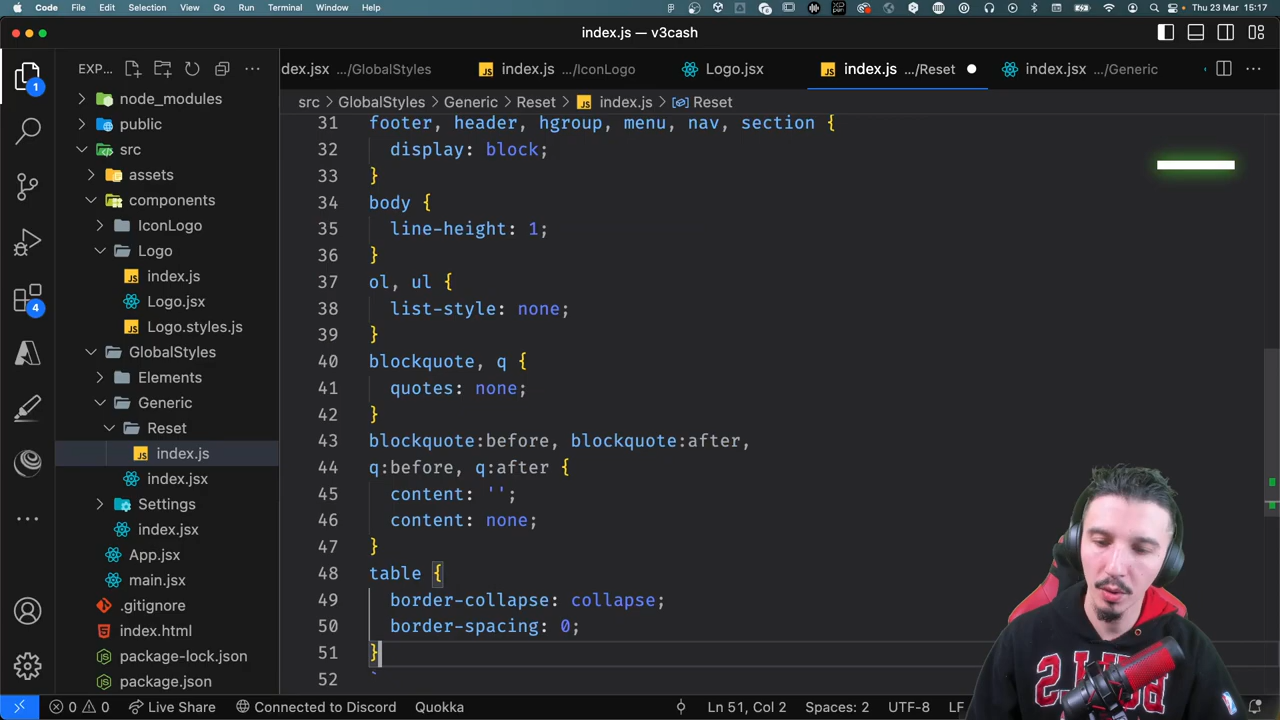 Code File Edit Selection View Go Run Terminal Window Help
Thu 23 Mar 15:17
index.js — v3cash
EXP...
dex.jsx .../GlobalStyles
index.js .../IconLogo
Logo.jsx
index.js .../Reset
index.jsx .../Generic
src > GlobalStyles > Generic > Reset > index.js > Reset
1
4
node_modules
public
src
assets
components
IconLogo
Logo
index.js
Logo.jsx
Logo.styles.js
GlobalStyles
Elements
Generic
Reset
index.js
index.jsx
Settings
index.jsx
App.jsx
main.jsx
.gitignore
index.html
package-lock.json
package.json
31 footer, header, hgroup, menu, nav, section {
32 display: block;
33 }
34 body {
35 line-height: 1;
36 }
37 ol, ul {
38 list-style: none;
39 }
40 blockquote, q {
41 quotes: none;
42 }
43 blockquote:before, blockquote:after,
44 q:before, q:after {
45 content: '';
46 content: none;
47 }
48 table {
49 border-collapse: collapse;
50 border-spacing: 0;
51 }
52 `
0 0 Live Share Connected to Discord Quokka Ln 51, Col 2 Spaces: 2 UTF-8 LF